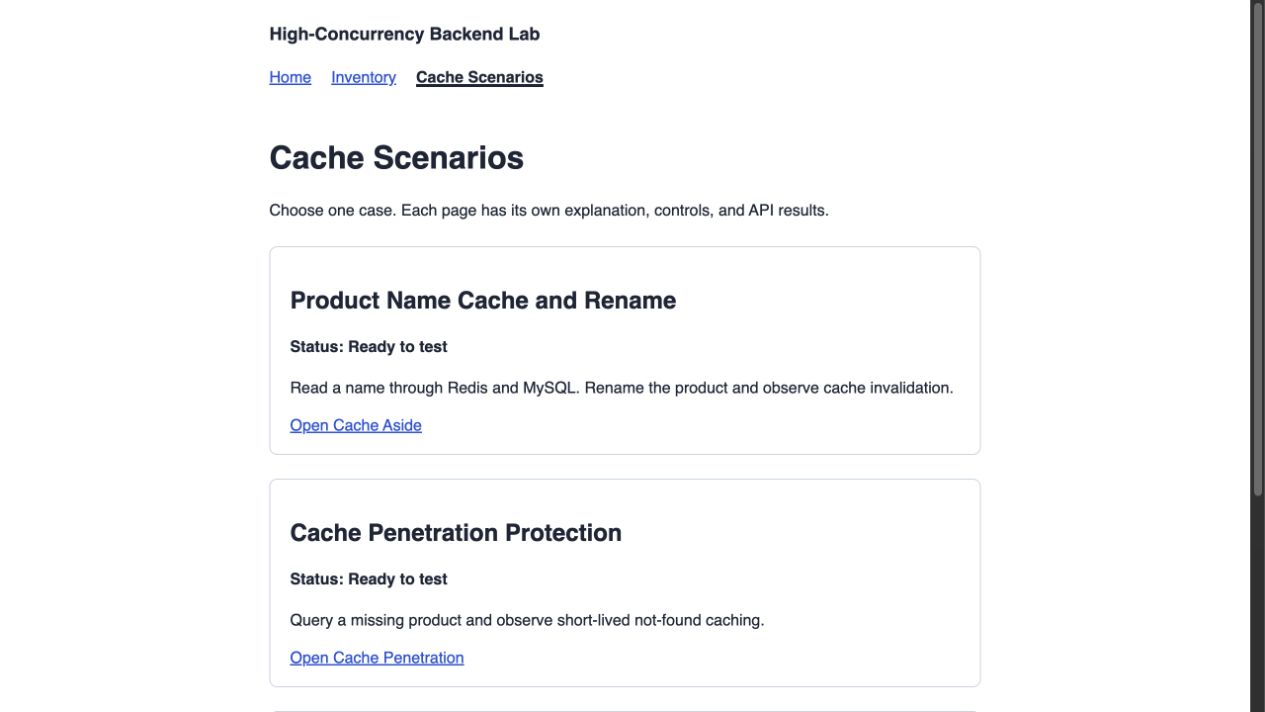 High-Concurrency Backend Lab
Home Inventory Cache Scenarios
Cache Scenarios
Choose one case. Each page has its own explanation, controls, and API results.
Product Name Cache and Rename
Status: Ready to test
Read a name through Redis and MySQL. Rename the product and observe cache invalidation.
Open Cache Aside
Cache Penetration Protection
Status: Ready to test
Query a missing product and observe short-lived not-found caching.
Open Cache Penetration